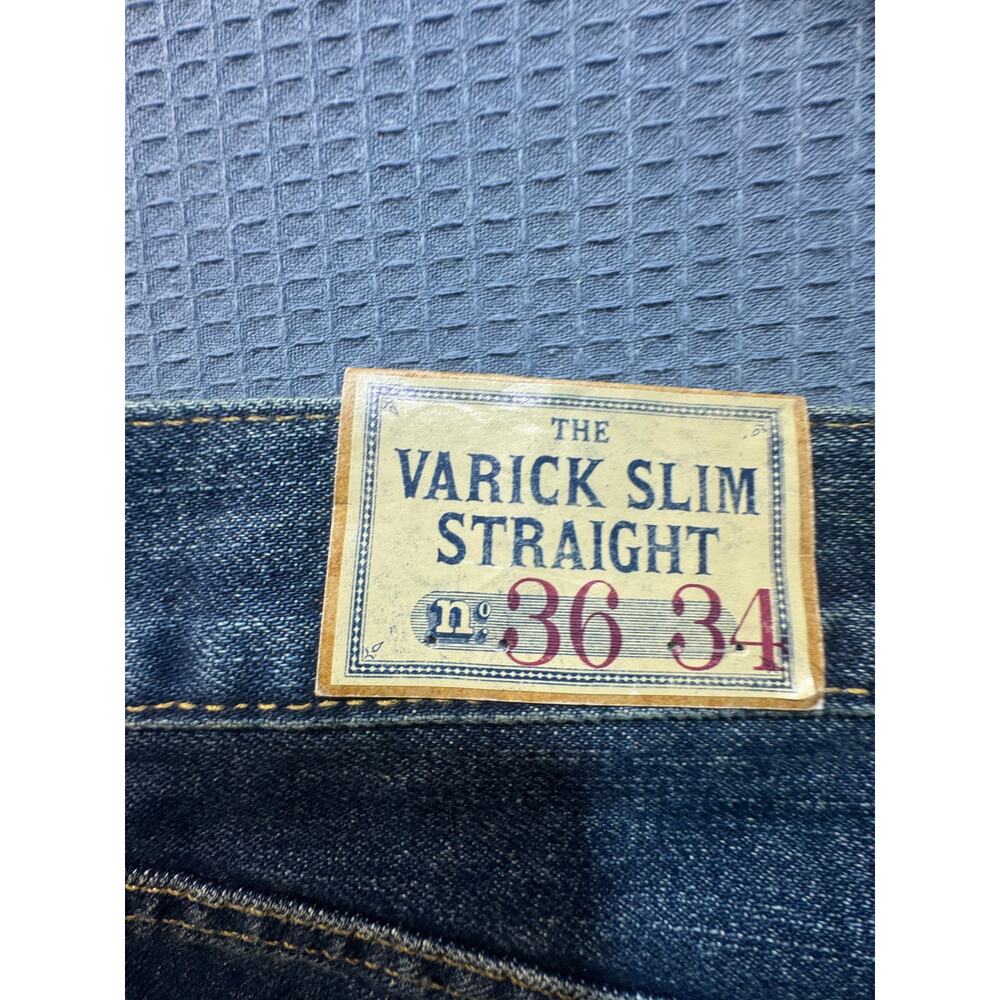 THE
VARICK SLIM
STRAIGHT
nº 36 34